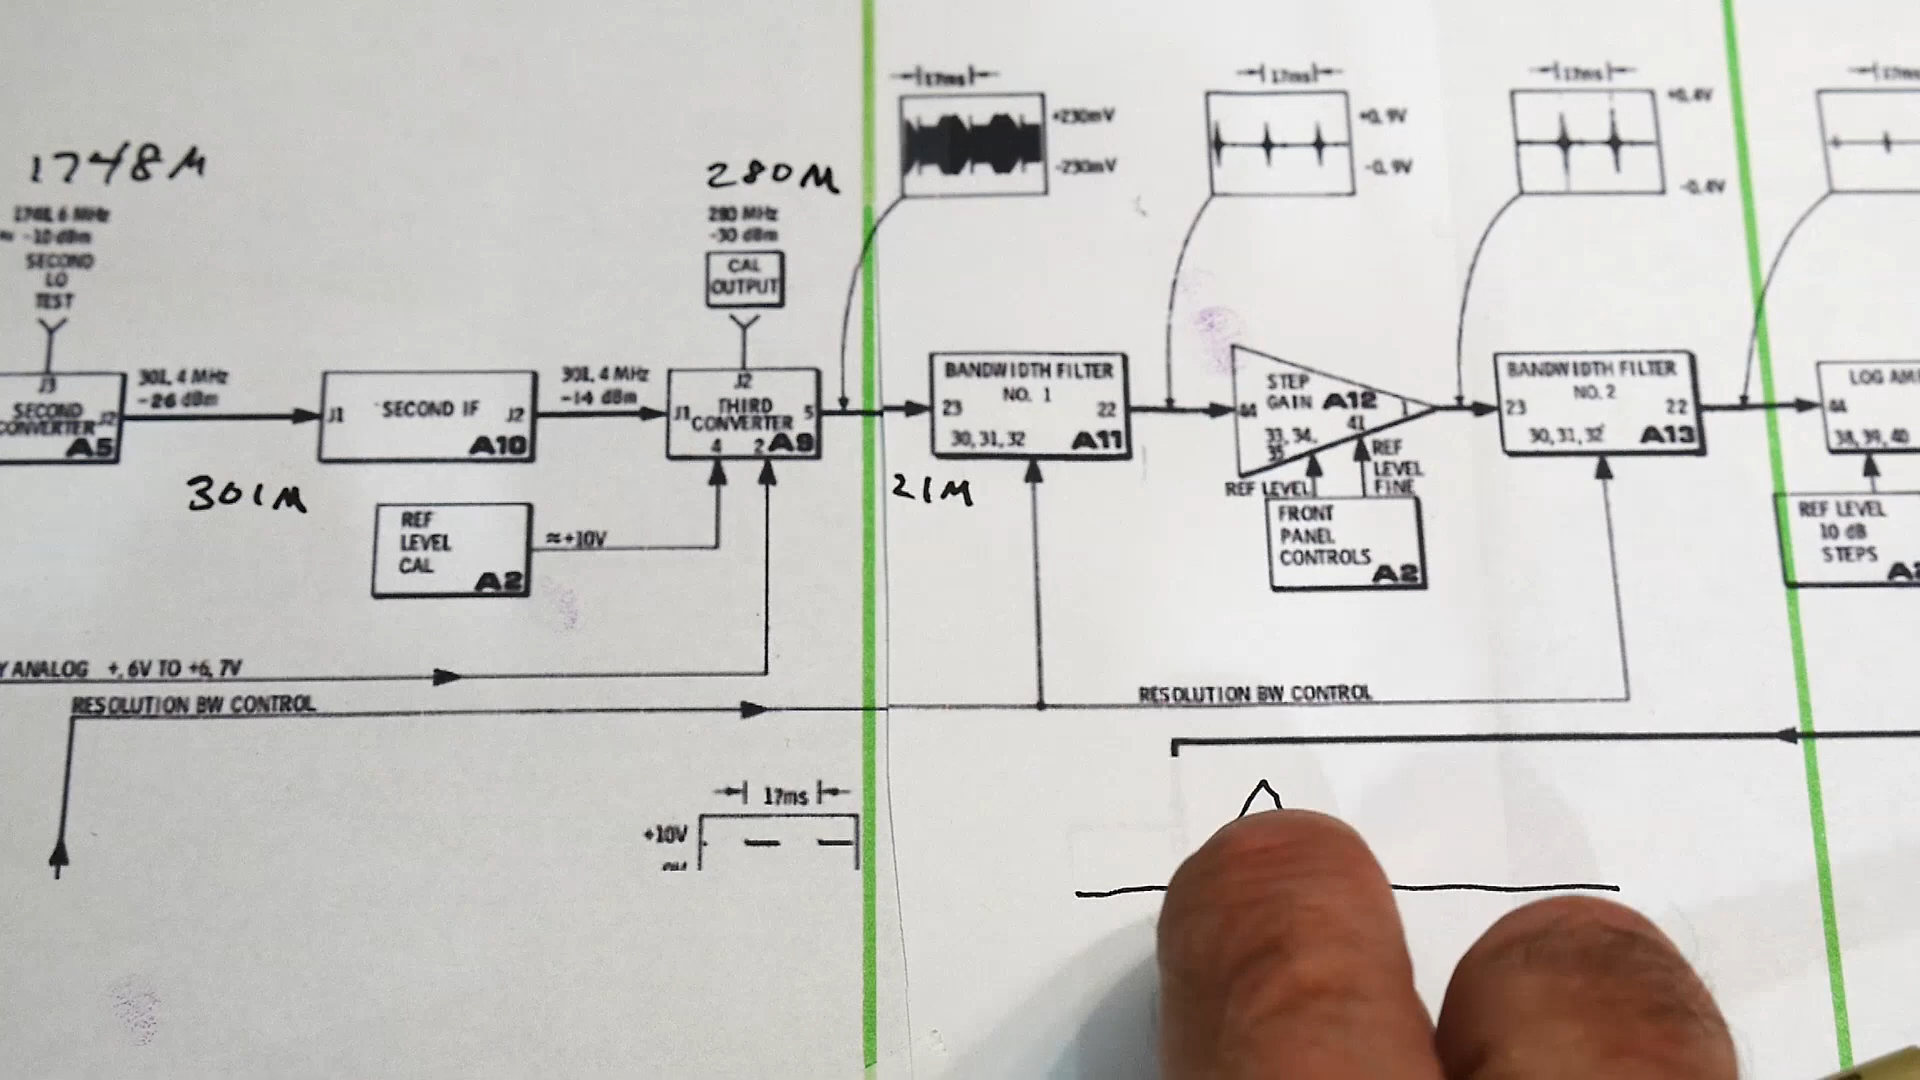 1748M
1748.6 MHz
≈ -10 dBm
SECOND
LO
TEST
J3
SECOND
CONVERTER
J2
A5
301.4 MHz
-26 dBm
301M
J1
SECOND IF
J2
A10
301.4 MHz
-14 dBm
280M
280 MHz
-30 dBm
CAL
OUTPUT
J2
J1
THIRD
CONVERTER
5
4
2
A9
REF
LEVEL
CAL
A2
≈+10V
Y ANALOG +.6V TO +6.7V
RESOLUTION BW CONTROL
17ms
+10V
0V
17ms
+230mV
-230mV
BANDWIDTH FILTER
NO. 1
23
22
30, 31, 32
A11
21M
17ms
+0.9V
-0.9V
44
STEP
GAIN A12
1
33, 34,
35
41
REF
LEVEL
FINE
REF LEVEL
FRONT
PANEL
CONTROLS
A2
17ms
+0.4V
-0.4V
BANDWIDTH FILTER
NO. 2
23
22
30, 31, 32
A13
RESOLUTION BW CONTROL
17ms
LOG AM
44
38, 39, 40
REF LEVEL
10 dB
STEPS